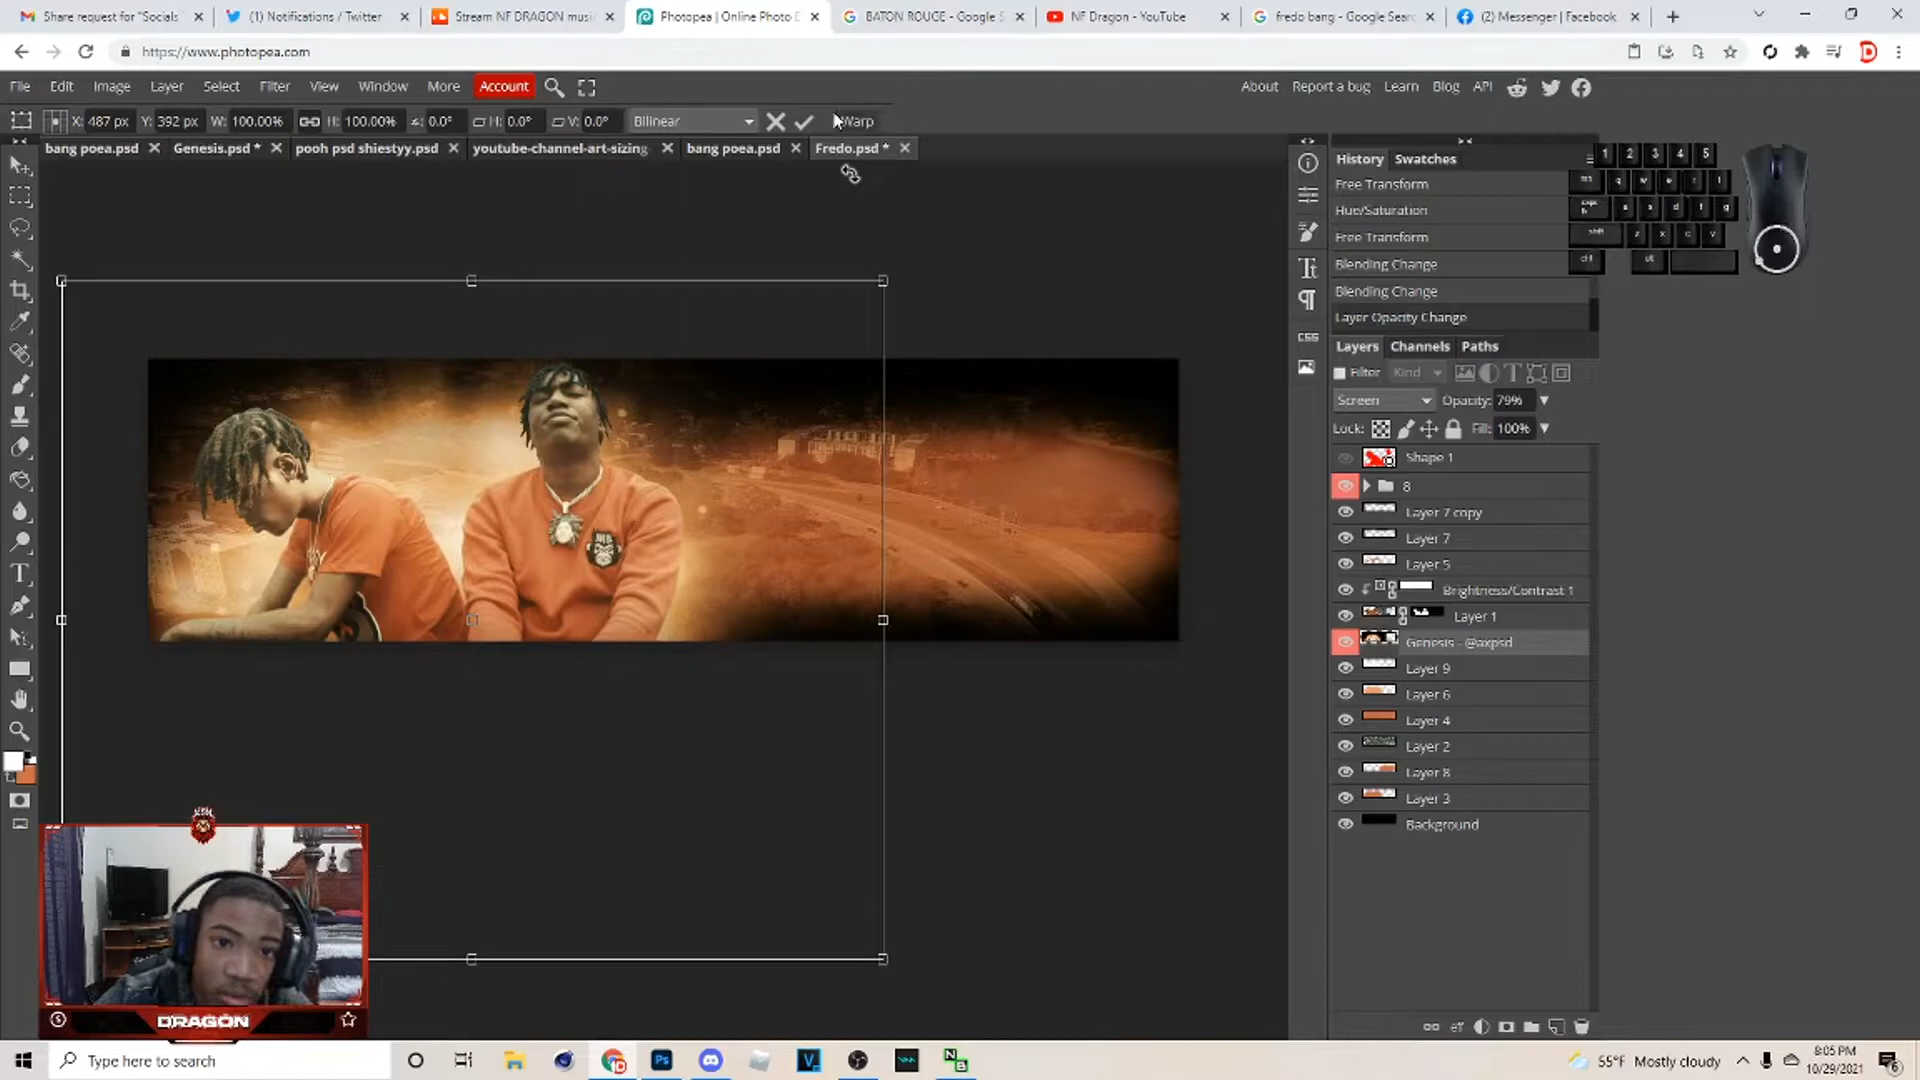 Share request for "Socials
(1) Notifications / Twitter
Stream NF DRAGON musi
Photopea | Online Photo E
BATON ROUGE - Google S
NF Dragon - YouTube
fredo bang - Google Sear
(2) Messenger | Facebook
https://www.photopea.com
File Edit Image Layer Select Filter View Window More Account
About Report a bug Learn Blog API
X: 487 px Y: 392 px W: 100.00% H: 100.00% 0.0° H: 0.0° V: 0.0° Bilinear Warp
bang poea.psd Genesis.psd * pooh psd shiestyy.psd youtube-channel-art-sizing bang poea.psd Fredo.psd *
History Swatches
Free Transform
Hue/Saturation
Free Transform
Blending Change
Blending Change
Layer Opacity Change
Layers Channels Paths
Filter Kind
Screen Opacity: 79%
Lock: Fill: 100%
Shape 1
8
Layer 7 copy
Layer 7
Layer 5
Brightness/Contrast 1
Layer 1
Genesis - @axpsd
Layer 9
Layer 6
Layer 4
Layer 2
Layer 8
Layer 3
Background
1 2 3 4 5
CSS
DRAGON
Type here to search
55°F Mostly cloudy
8:05 PM
10/29/2021